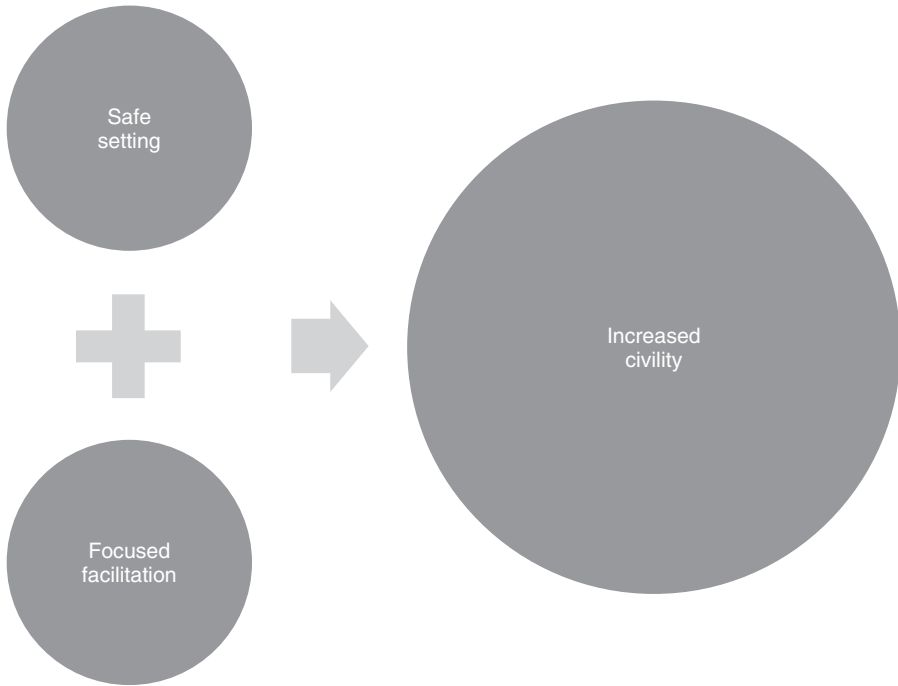 Safe
setting
Focused
facilitation
Increased
civility